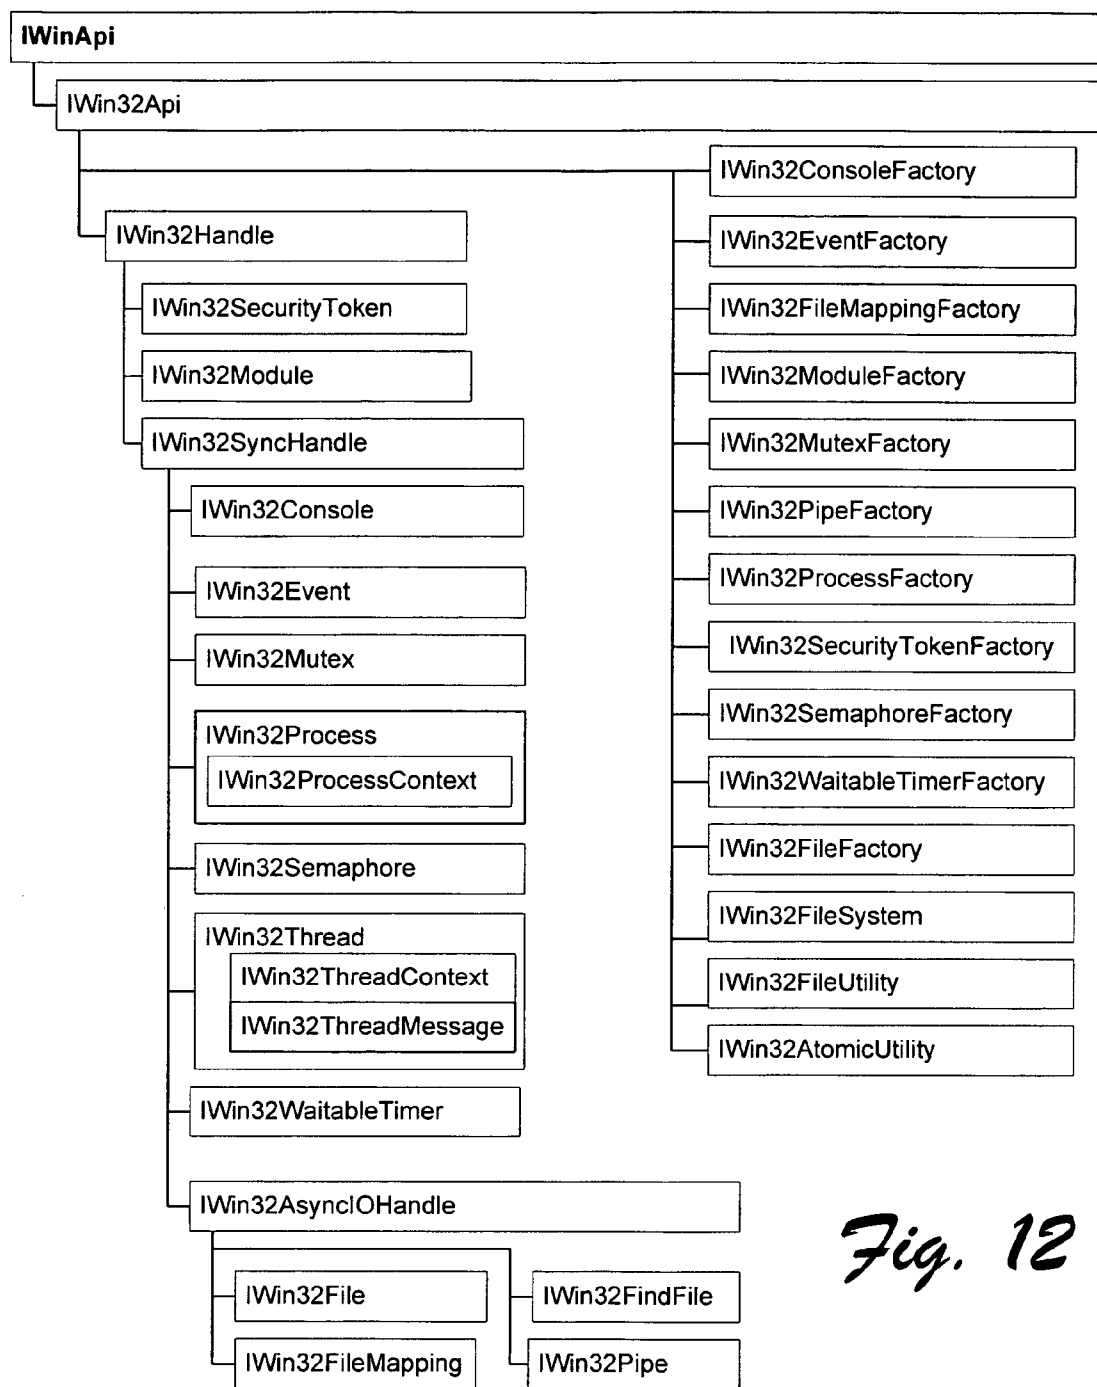 IWinApi
IWin32Api
IWin32Handle
IWin32SecurityToken
IWin32Module
IWin32SyncHandle
IWin32Console
IWin32Event
IWin32Mutex
IWin32Process
IWin32ProcessContext
IWin32Semaphore
IWin32Thread
IWin32ThreadContext
IWin32ThreadMessage
IWin32WaitableTimer
IWin32AsyncIOHandle
IWin32File
IWin32FileMapping
IWin32FindFile
IWin32Pipe
IWin32ConsoleFactory
IWin32EventFactory
IWin32FileMappingFactory
IWin32ModuleFactory
IWin32MutexFactory
IWin32PipeFactory
IWin32ProcessFactory
IWin32SecurityTokenFactory
IWin32SemaphoreFactory
IWin32WaitableTimerFactory
IWin32FileFactory
IWin32FileSystem
IWin32FileUtility
IWin32AtomicUtility
Fig. 12